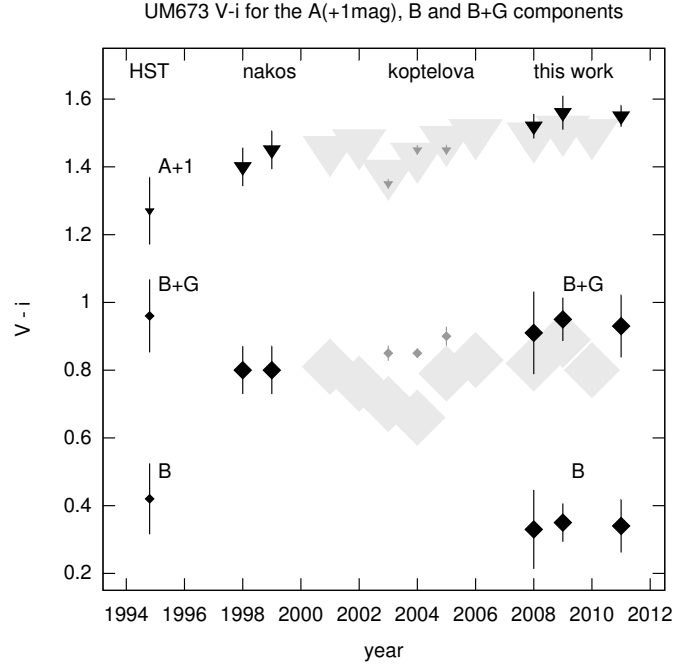 UM673 V-i for the A(+1mag), B and B+G components
HST nakos koptelova this work
1.6
A+1
1.4
1.2
B+G B+G
1
0.8
0.6
B B
0.4
0.2
V - i
1994 1996 1998 2000 2002 2004 2006 2008 2010 2012
year